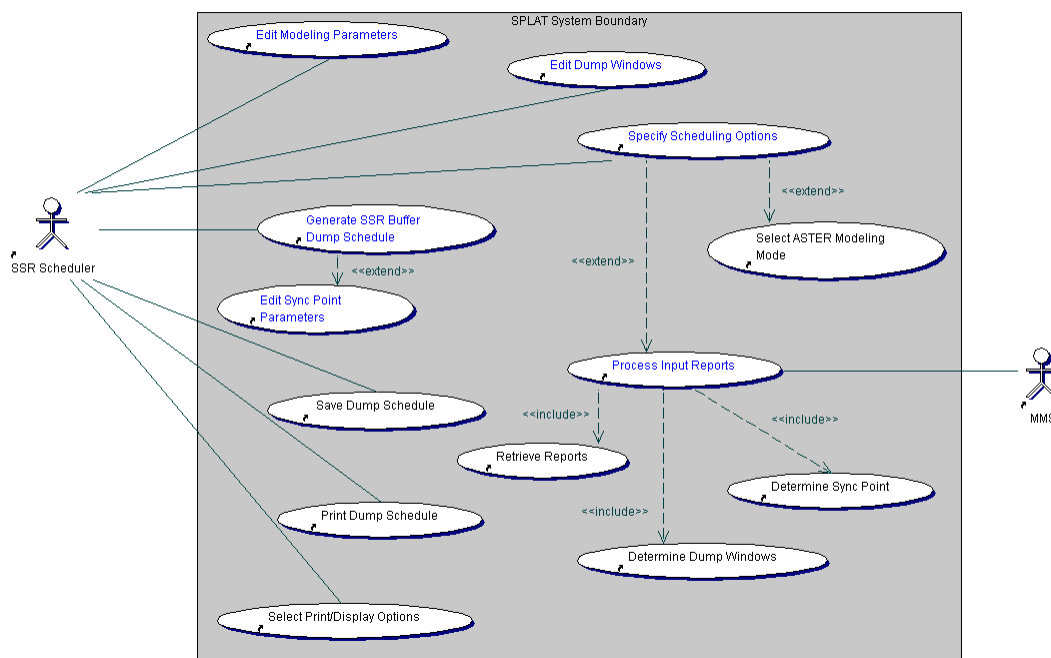 SPLAT System Boundary
Edit Modeling Parameters
Edit Dump Windows
Specify Scheduling Options
<<extend>>
Generate SSR Buffer
Dump Schedule
Select ASTER Modeling
Mode
SSR Scheduler
<<extend>>
<<extend>>
Edit Sync Point
Parameters
Process Input Reports
Save Dump Schedule
<<include>>
<<include>>
MMS
Retrieve Reports
Determine Sync Point
Print Dump Schedule
<<include>>
Determine Dump Windows
Select Print/Display Options